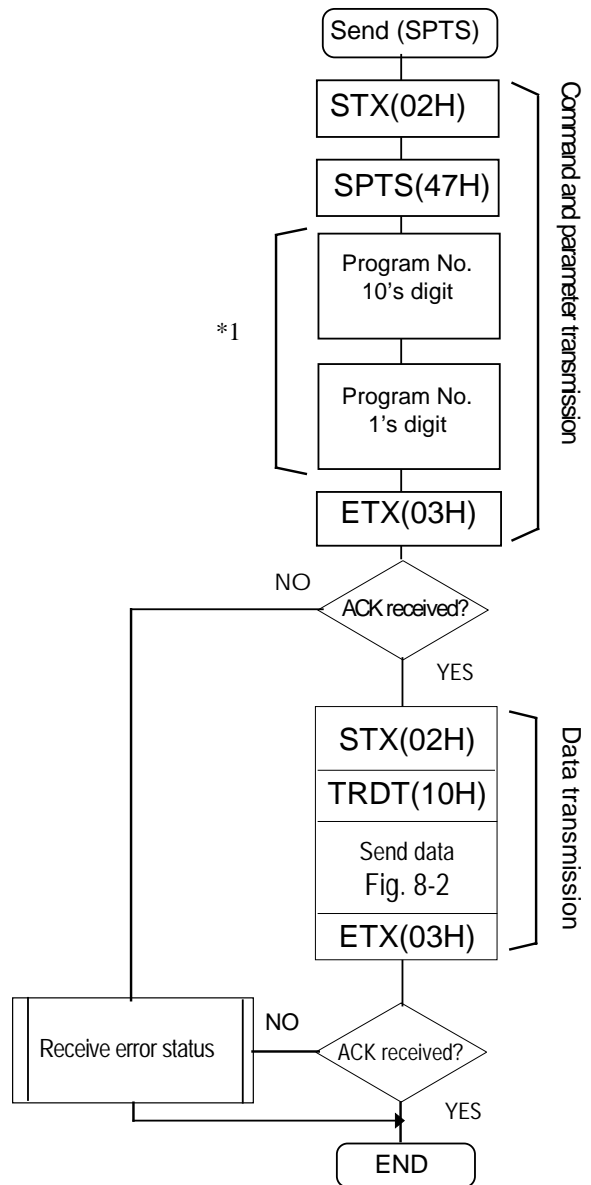 Send (SPTS)
STX(02H)
SPTS(47H)
Program No.
10's digit
*1
Program No.
1's digit
ETX(03H)
Command and parameter transmission
NO
ACK received?
YES
STX(02H)
TRDT(10H)
Send data
Fig. 8-2
ETX(03H)
Data transmission
Receive error status
NO
ACK received?
YES
END